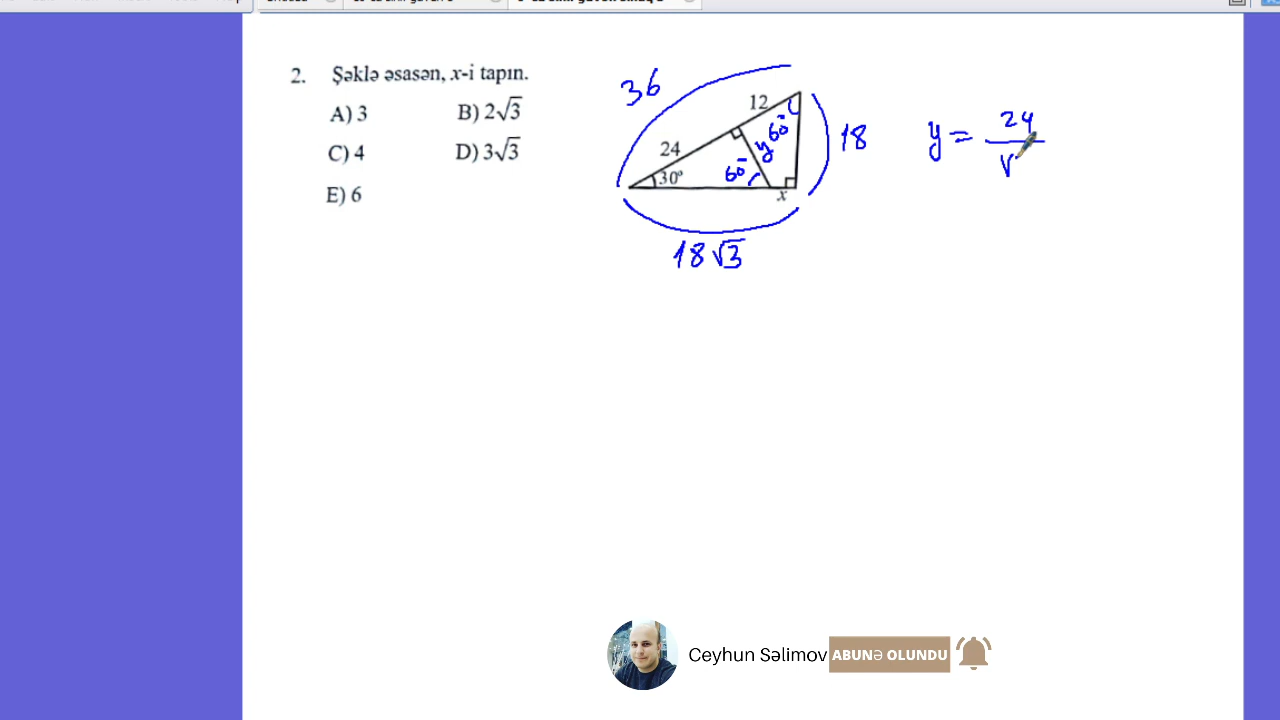 2. Şəklə əsasən, x-i tapın.
A) 3 B) 2√3
C) 4 D) 3√3
E) 6
36
12
24
60°
y
60°
30°
x
18
18√3
y = 24/√
Ceyhun Səlimov
ABUNƏ OLUNDU